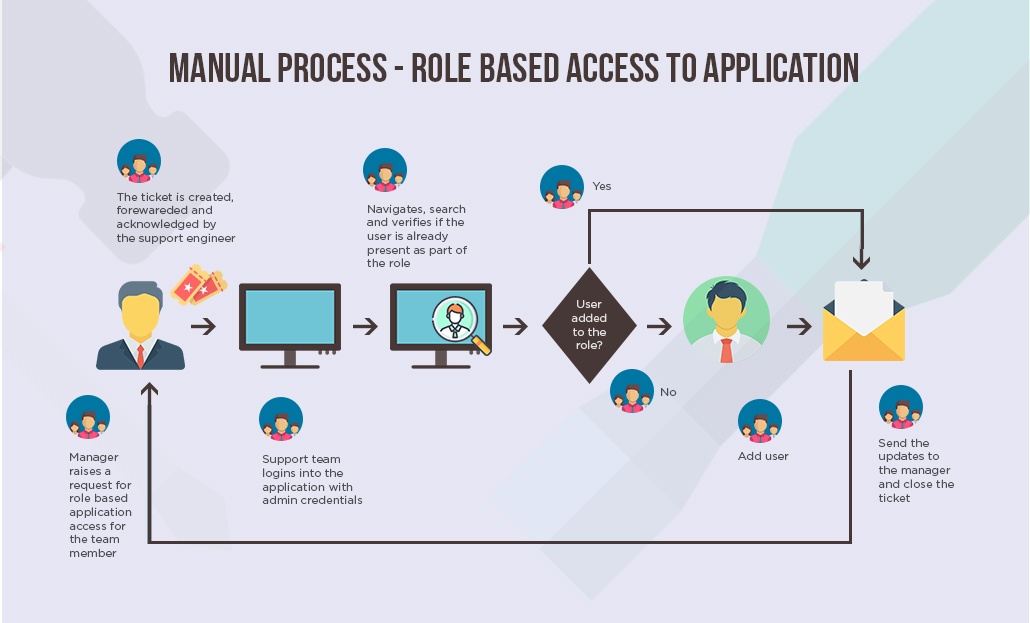 MANUAL PROCESS - ROLE BASED ACCESS TO APPLICATION
The ticket is created,
forewareded and
acknowledged by
the support engineer
Navigates, search
and verifies if the
user is already
present as part of
the role
Yes
User
added
to the
role?
No
Manager
raises a
request for
role based
application
access for
the team
member
Support team
logins into the
application with
admin credentials
Add user
Send the
updates to
the manager
and close the
ticket